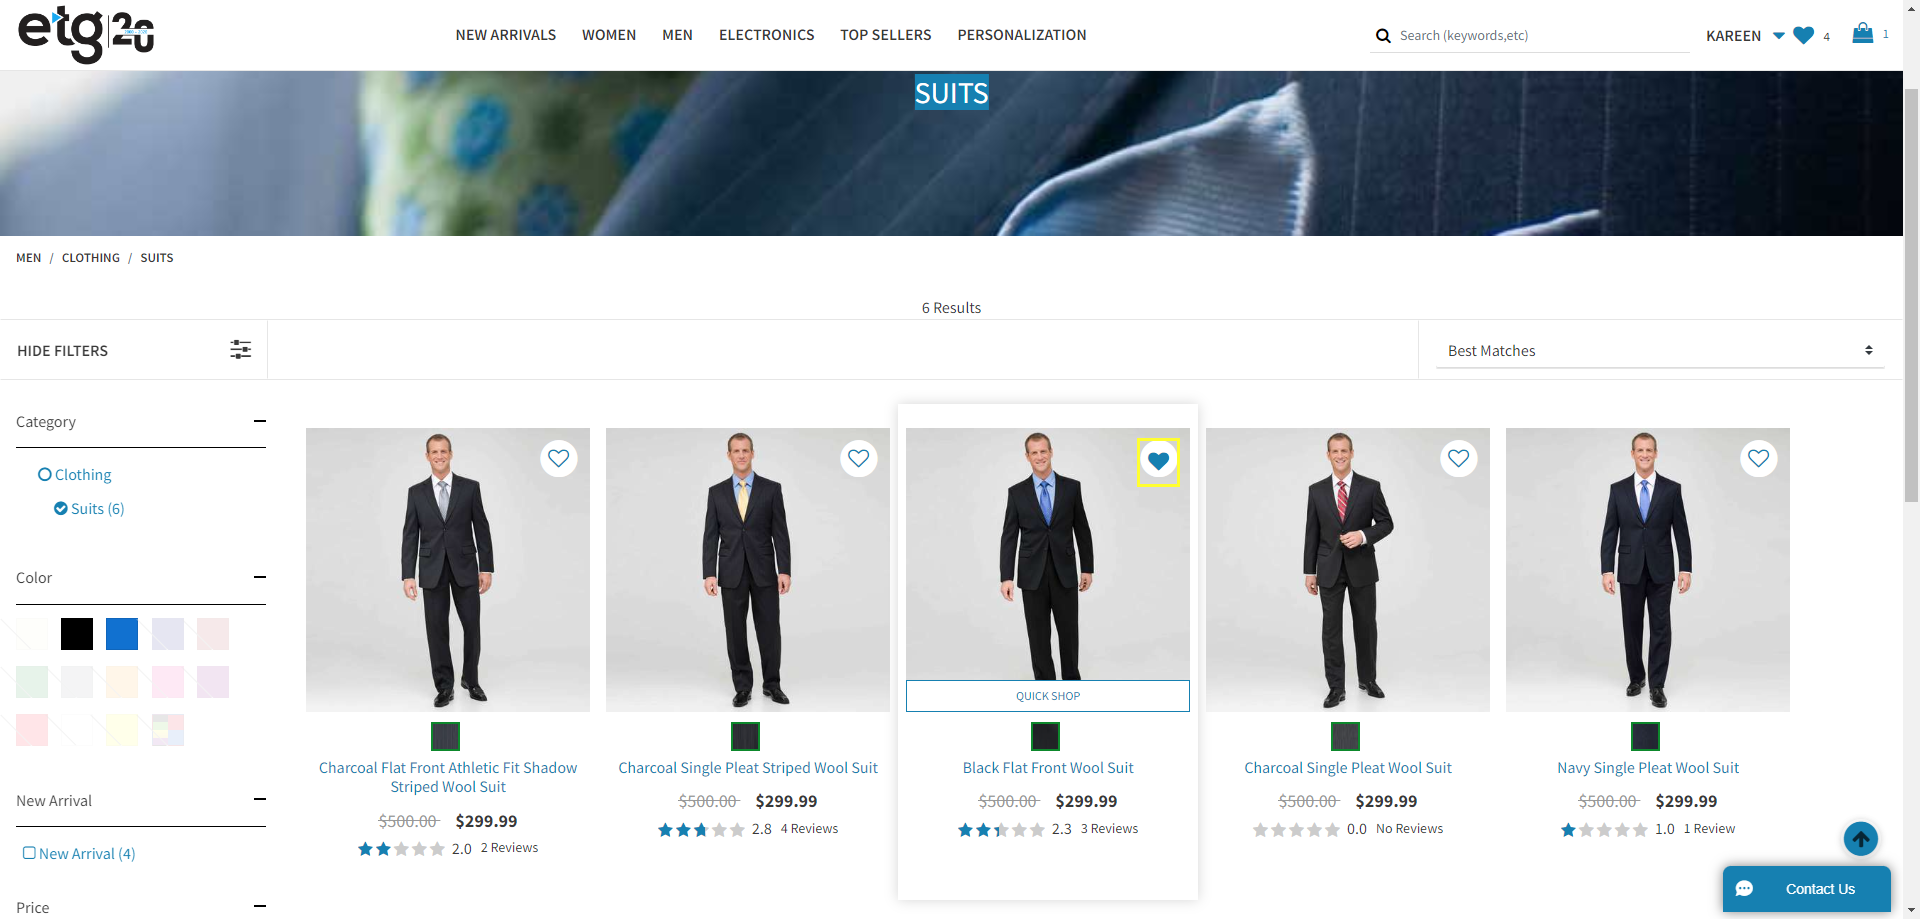 etg 20
NEW ARRIVALS WOMEN MEN ELECTRONICS TOP SELLERS PERSONALIZATION
Search (keywords,etc)
KAREEN 4 1
SUITS
MEN / CLOTHING / SUITS
6 Results
HIDE FILTERS
Best Matches
Category
Clothing
Suits (6)
Color
New Arrival
New Arrival (4)
Price
QUICK SHOP
Charcoal Flat Front Athletic Fit Shadow
Striped Wool Suit
$500.00 $299.99
2.0 2 Reviews
Charcoal Single Pleat Striped Wool Suit
$500.00 $299.99
2.8 4 Reviews
Black Flat Front Wool Suit
$500.00 $299.99
2.3 3 Reviews
Charcoal Single Pleat Wool Suit
$500.00 $299.99
0.0 No Reviews
Navy Single Pleat Wool Suit
$500.00 $299.99
1.0 1 Review
Contact Us